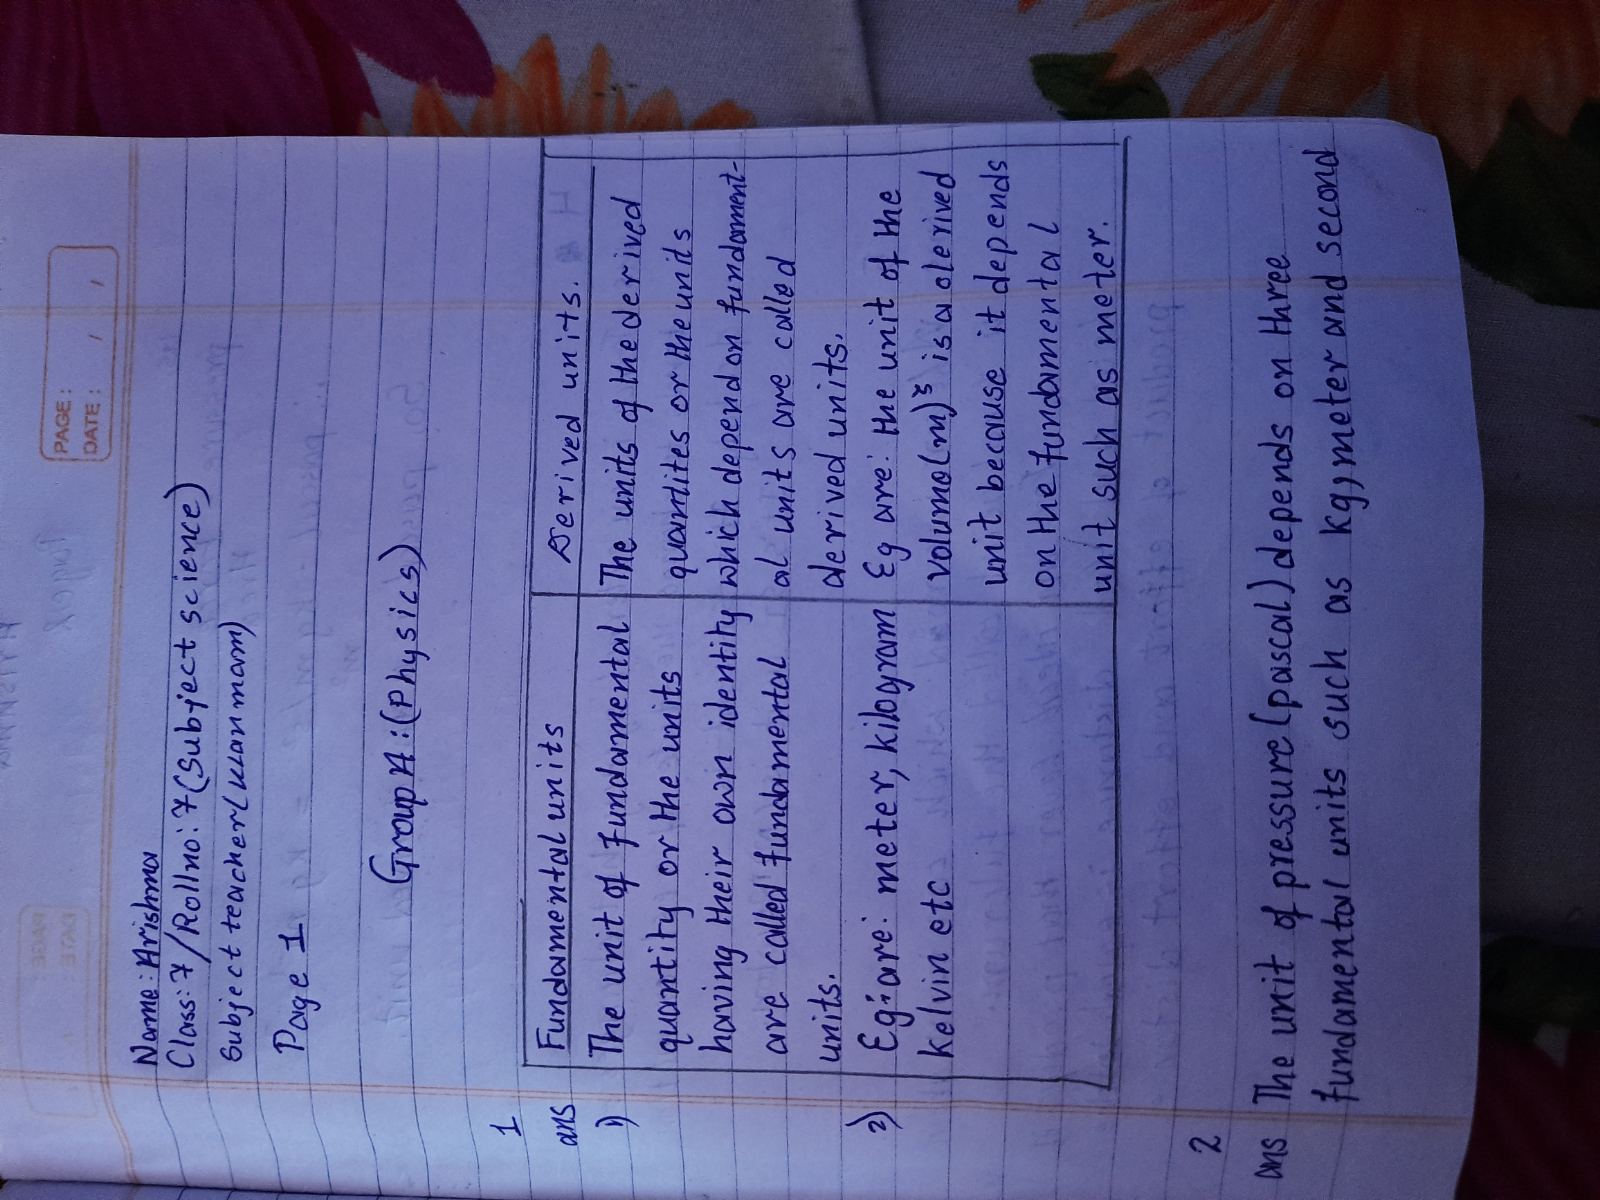 PAGE:
DATE: / /
Name: Arishma
Class: 7 / Roll no: 7 (Subject science)
Subject teacher ( mam)
Page 1
Group A: (Physics)
1
ans
Fundamental units
1) The unit of fundamental
quantity or the units
having their own identity
are called fundamental
units.
2) Eg: are: meter, kilogram
kelvin etc
Derived units.
The units of the derived
quantites or the units
which depend on fundament-
al units are called
derived units.
Eg are: the unit of the
volume (m)³ is a derived
unit because it depends
on the fundamental
unit such as meter.
2
ans The unit of pressure (pascal) depends on three
fundamental units such as kg, meter and second